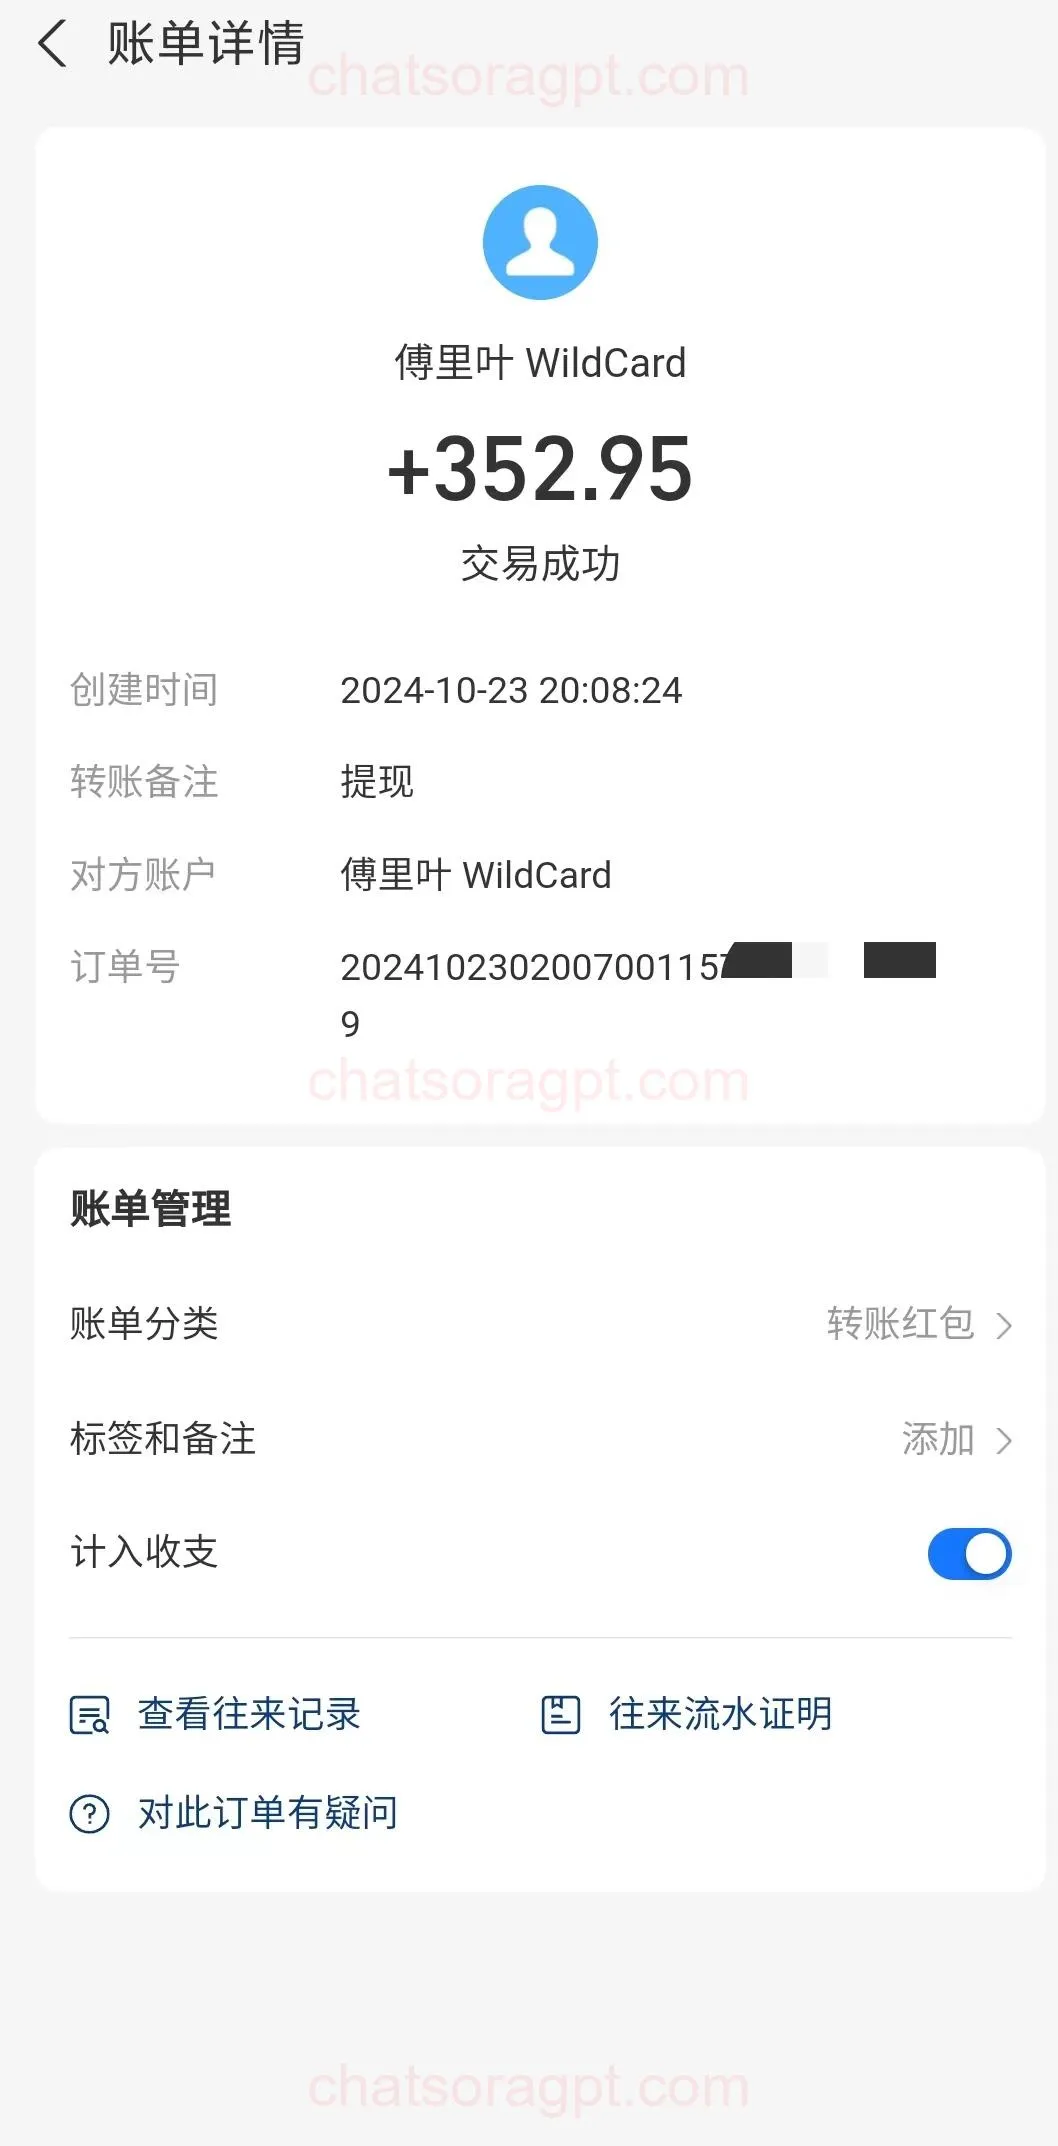 账单详情
chatsoragpt.com
傅里叶 WildCard
+352.95
交易成功
创建时间 2024-10-23 20:08:24
转账备注 提现
对方账户 傅里叶 WildCard
订单号 2024102302007001157
9
chatsoragpt.com
账单管理
账单分类 转账红包
标签和备注 添加
计入收支
查看往来记录 往来流水证明
对此订单有疑问
chatsoragpt.com